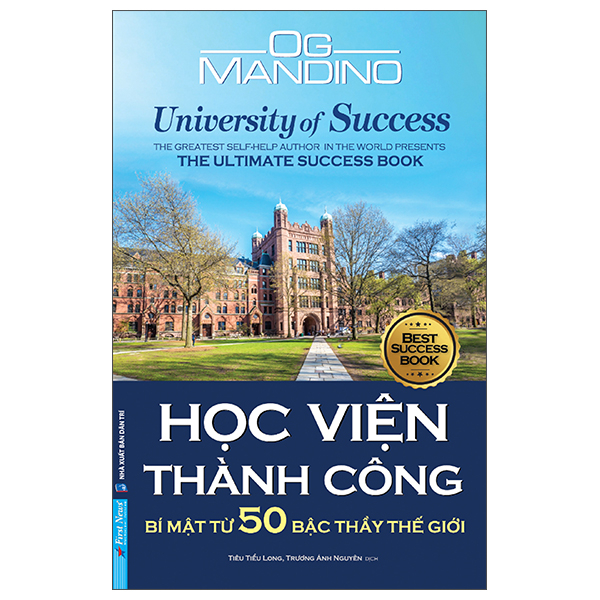 OG
MANDINO
University of Success
THE GREATEST SELF-HELP AUTHOR IN THE WORLD PRESENTS
THE ULTIMATE SUCCESS BOOK
BEST
SUCCESS
BOOK
HỌC VIỆN
THÀNH CÔNG
BÍ MẬT TỪ 50 BẬC THẦY THẾ GIỚI
TIÊU TIỂU LONG, TRƯƠNG ÁNH NGUYÊN DỊCH
NHÀ XUẤT BẢN DÂN TRÍ
First News